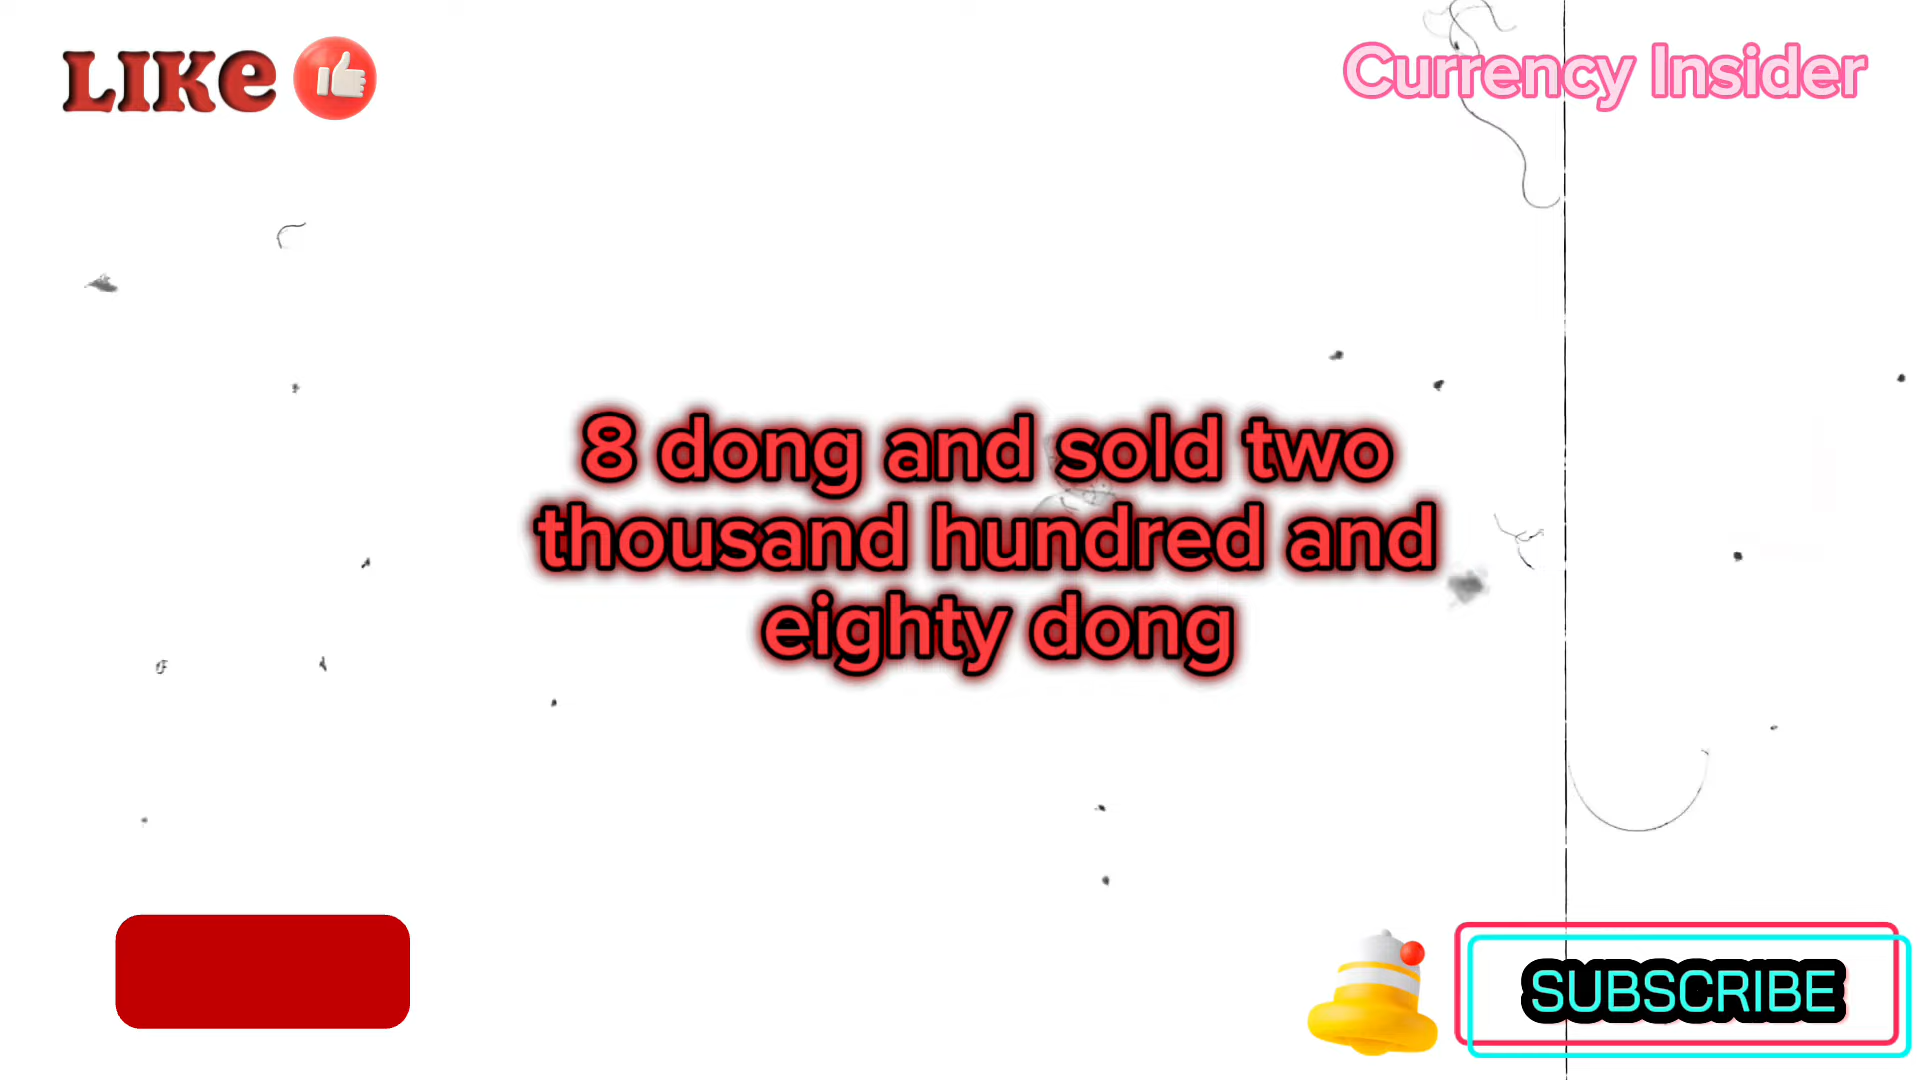 LIKe
Currency Insider
8 dong and sold two
thousand hundred and
eighty dong
SUBSCRIBE